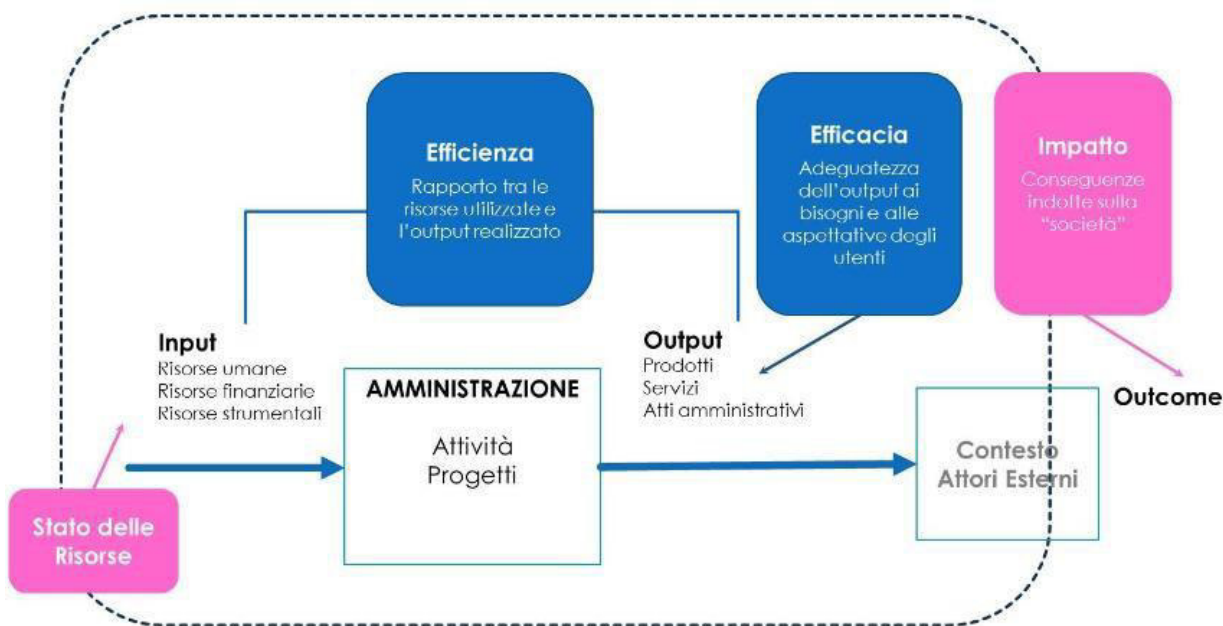 Efficienza
Rapporto tra le
risorse utilizzate e
l'output realizzato
Efficacia
Adeguatezza
dell'output ai
bisogni e alle
aspettative degli
utenti
Impatto
Conseguenze
indotte sulla
"società"
Input
Risorse umane
Risorse finanziarie
Risorse strumentali
AMMINISTRAZIONE
Attività
Progetti
Output
Prodotti
Servizi
Atti amministrativi
Outcome
Contesto
Attori Esterni
Stato delle
Risorse